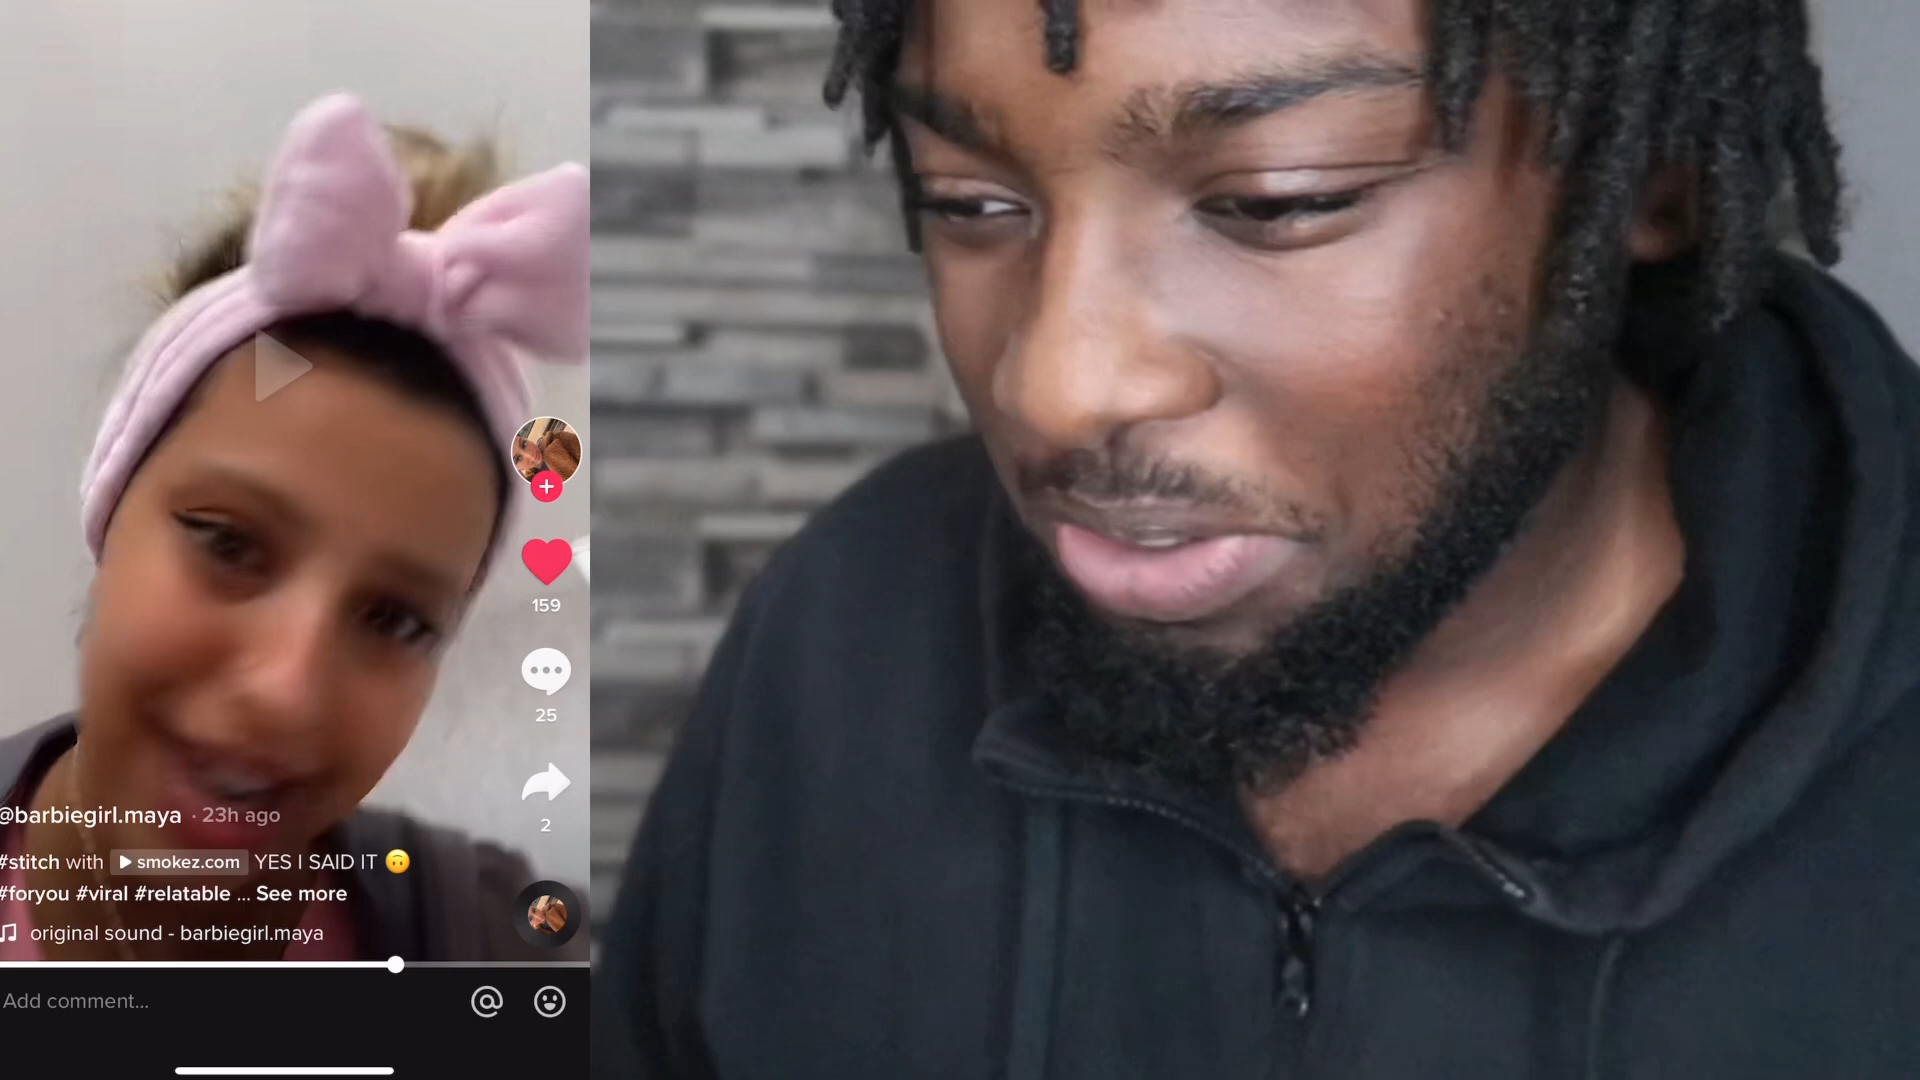 159
25
2
@barbiegirl.maya · 23h ago
#stitch with smokez.com YES I SAID IT 🙃
#foryou #viral #relatable ... See more
original sound - barbiegirl.maya
Add comment...